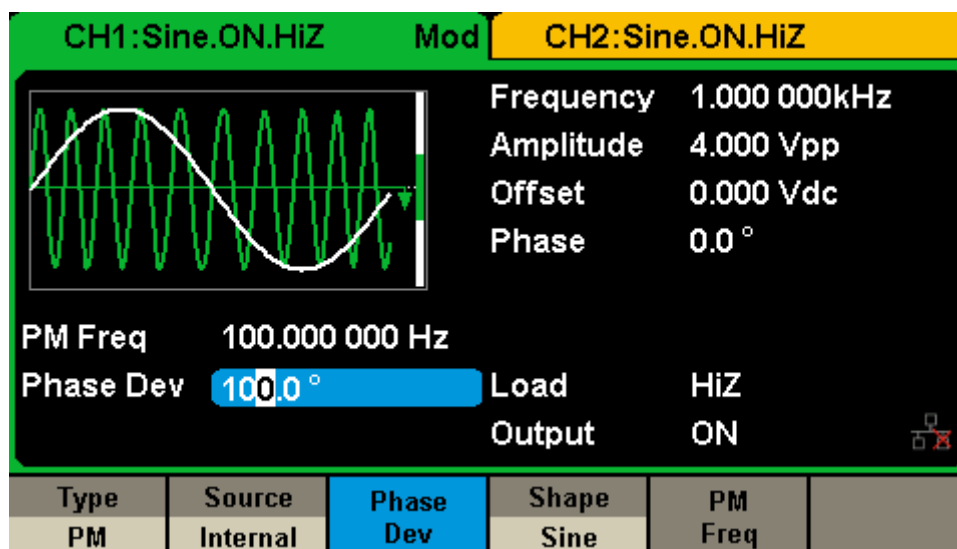 CH1:Sine.ON.HiZ Mod CH2:Sine.ON.HiZ
Frequency 1.000 000kHz
Amplitude 4.000 Vpp
Offset 0.000 Vdc
Phase 0.0 °
PM Freq 100.000 000 Hz
Phase Dev 100.0 ° Load HiZ
Output ON
Type Source Phase Dev Shape PM Freq
PM Internal Sine